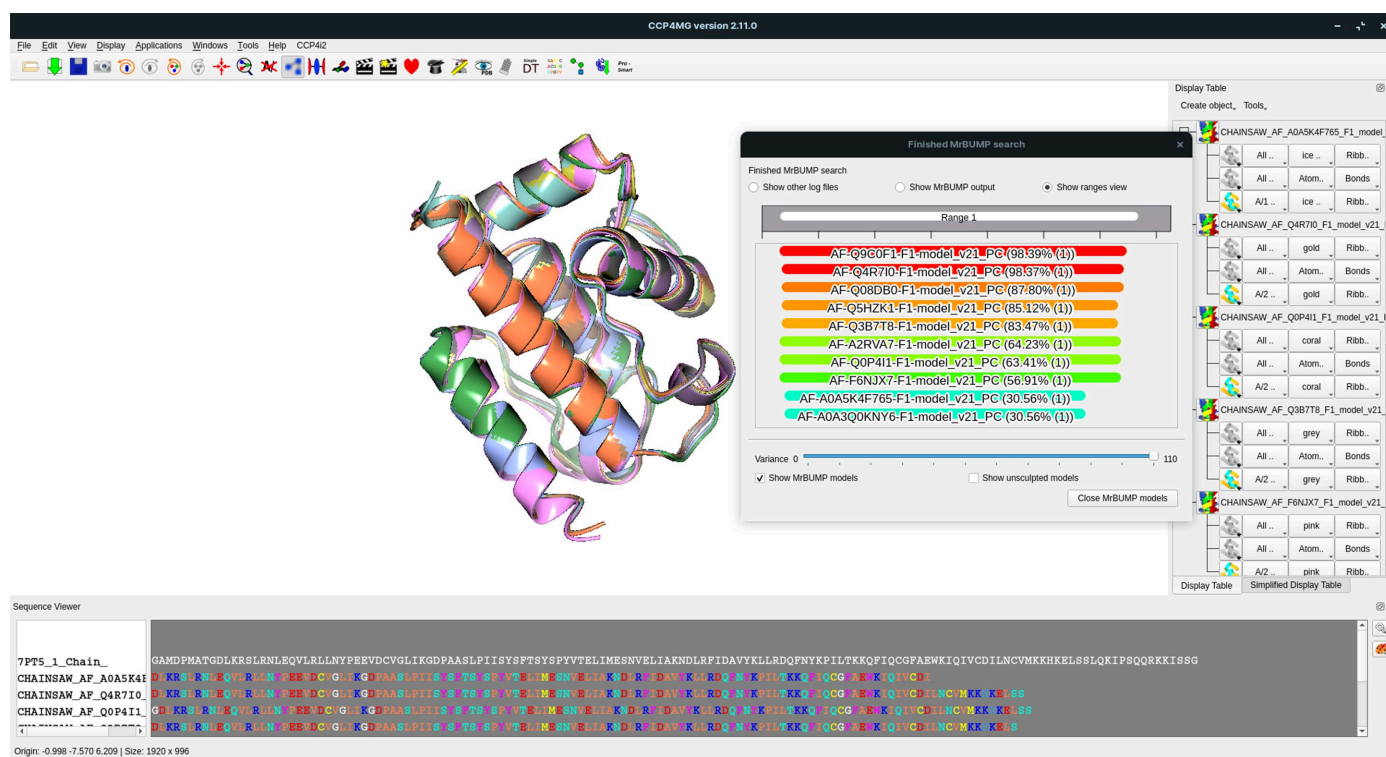 CCP4MG version 2.11.0
File Edit View Display Applications Windows Tools Help CCP4i2
PDB
Simple DT
Pro-Smart
Display Table
Create object Tools
CHAINSAW_AF_A0A5K4F765_F1_model_
All .. ice .. Ribb..
All .. Atom.. Bonds
A/1 .. ice .. Ribb..
CHAINSAW_AF_Q4R7I0_F1_model_v21_
All .. gold Ribb..
All .. Atom.. Bonds
A/2 .. gold Ribb..
CHAINSAW_AF_Q0P4I1_F1_model_v21_
All .. coral Ribb..
All .. Atom.. Bonds
A/2 .. coral Ribb..
CHAINSAW_AF_Q3B7T8_F1_model_v21_
All .. grey Ribb..
All .. Atom.. Bonds
A/2 .. grey Ribb..
CHAINSAW_AF_F6NJX7_F1_model_v21_
All .. pink Ribb..
All .. Atom.. Bonds
A/2 .. pink Ribb..
Display Table Simplified Display Table
Finished MrBUMP search
Finished MrBUMP search
Show other log files Show MrBUMP output Show ranges view
Range 1
AF-Q9C0F1-F1-model_v21_PC (98.39% (1))
AF-Q4R7I0-F1-model_v21_PC (98.37% (1))
AF-Q08DB0-F1-model_v21_PC (87.80% (1))
AF-Q5HZK1-F1-model_v21_PC (85.12% (1))
AF-Q3B7T8-F1-model_v21_PC (83.47% (1))
AF-A2RVA7-F1-model_v21_PC (64.23% (1))
AF-Q0P4I1-F1-model_v21_PC (63.41% (1))
AF-F6NJX7-F1-model_v21_PC (56.91% (1))
AF-A0A5K4F765-F1-model_v21_PC (30.56% (1))
AF-A0A3Q0KNY6-F1-model_v21_PC (30.56% (1))
Variance 0 110
Show MrBUMP models Show unsculpted models
Close MrBUMP models
Sequence Viewer
7PT5_1_Chain_ GAMDPMATGDLKRSLRNLEQVLRLLNYPEEVDCVGLIKGDPAASLPIISYSFTSYSPYVTELIMESNVELIAKNDLRFIDAVYKLLRDQFNYKPILTKKQFIQCGFAEWKIQIVCDILNCVMKKHKELSSLQKIPSQQRKKISSG
CHAINSAW_AF_A0A5K4F DLKRSLRNLEQVLRLLNYPEEVDCVGLIKGDPAASLPIISYSFTSYSPYVTELIMESNVELIAKNDLRFIDAVYKLLRDQFNYKPILTKKQFIQCGFAEWKIQIVCDI
CHAINSAW_AF_Q4R7I0_ DLKRSLRNLEQVLRLLNYPEEVDCVGLIKGDPAASLPIISYSFTSYSPYVTELIMESNVELIAKNDLRFIDAVYKLLRDQFNYKPILTKKQFIQCGFAEWKIQIVCDILNCVMKKHKELSS
CHAINSAW_AF_Q0P4I1_ GDLKRSLRNLEQVLRLLNYPEEVDCVGLIKGDPAASLPIISYSFTSYSPYVTELIMESNVELIAKNDLRFIDAVYKLLRDQFNYKPILTKKQFIQCGFAEWKIQIVCDILNCVMKKHKELSS
DLKRSLRNLEQVLRLLNYPEEVDCVGLIKGDPAASLPIISYSFTSYSPYVTELIMESNVELIAKNDLRFIDAVYKLLRDQFNYKPILTKKQFIQCGFAEWKIQIVCDILNCVMKKHKELS
Origin: -0.998 -7.570 6.209 | Size: 1920 x 996